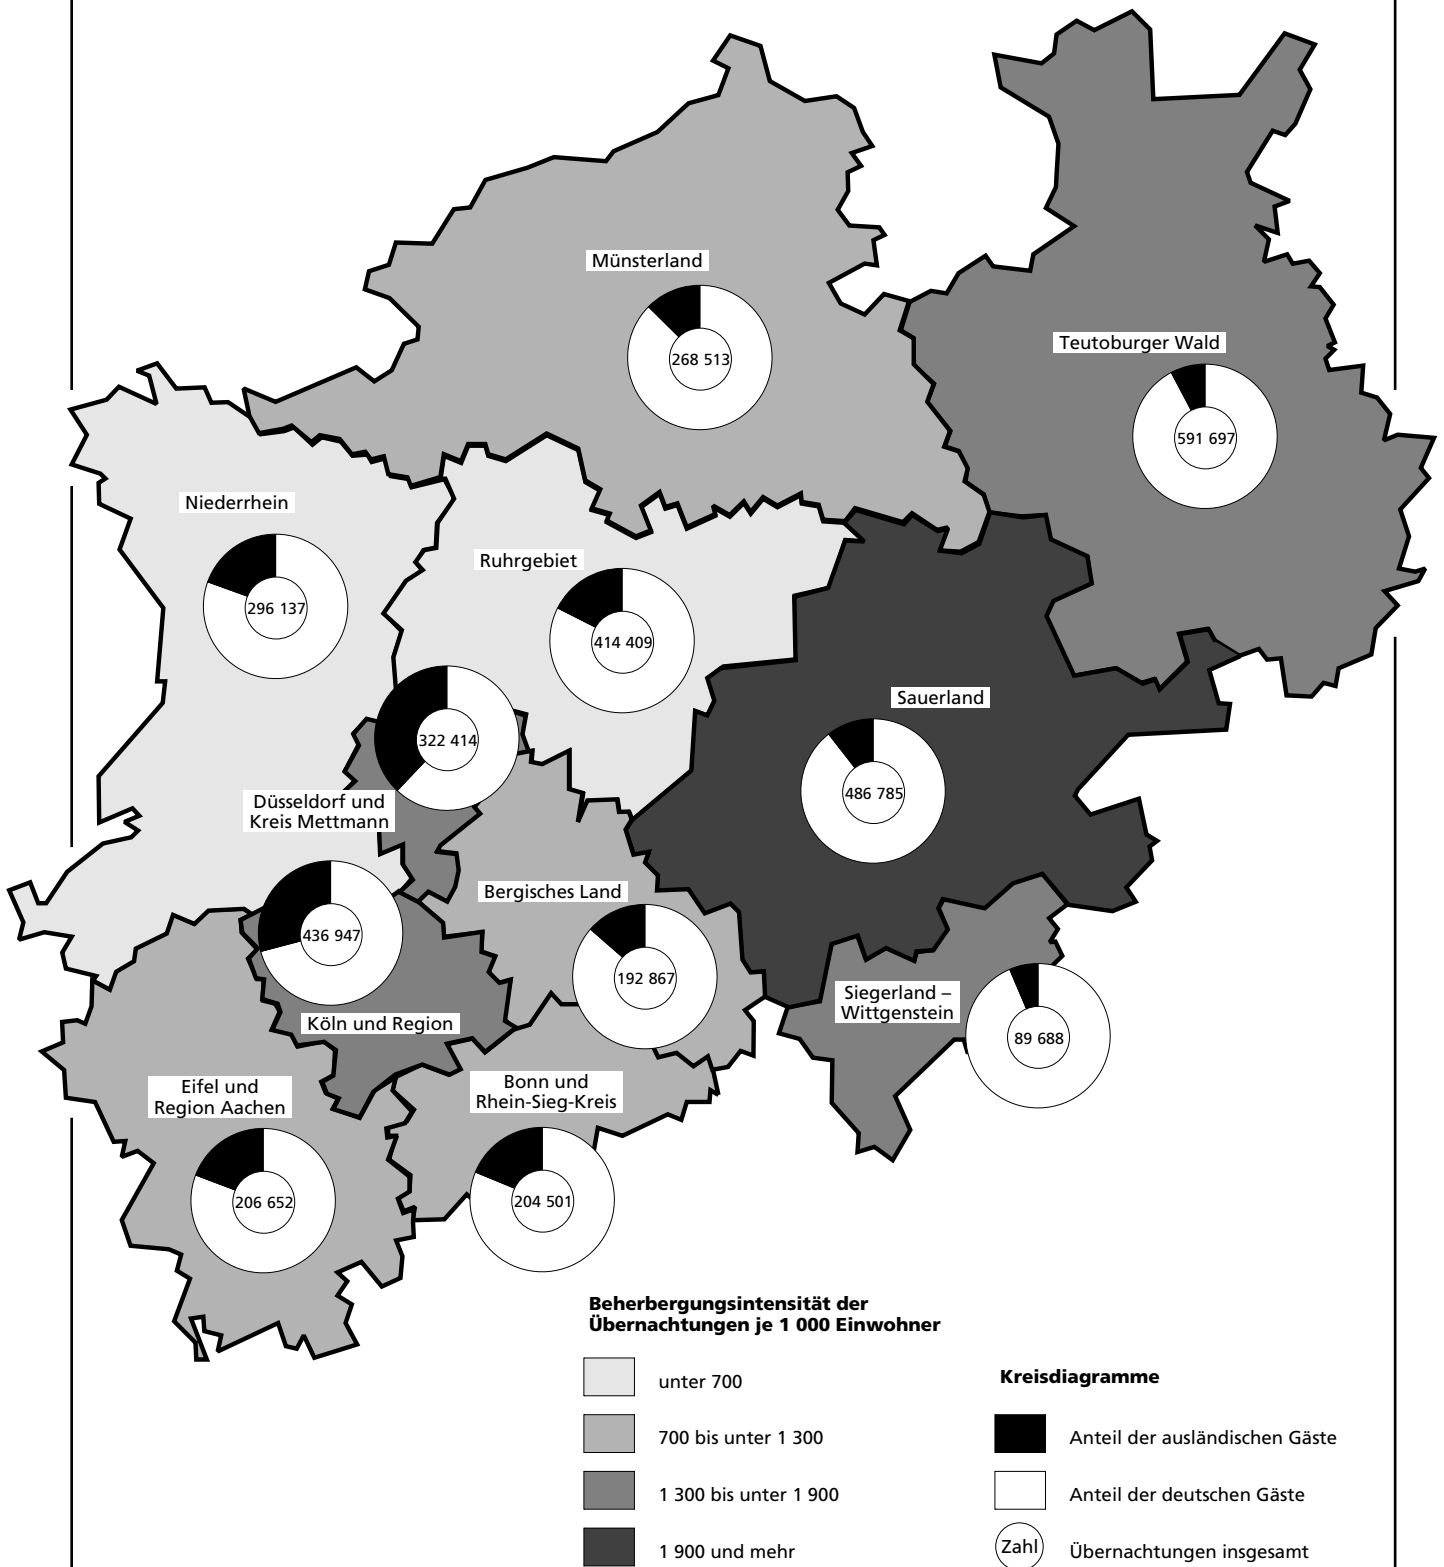 Münsterland
268 513
Teutoburger Wald
591 697
Niederrhein
296 137
Ruhrgebiet
414 409
Sauerland
486 785
322 414
Düsseldorf und
Kreis Mettmann
436 947
Köln und Region
Bergisches Land
192 867
Siegerland –
Wittgenstein
89 688
Eifel und
Region Aachen
206 652
Bonn und
Rhein-Sieg-Kreis
204 501
Beherbergungsintensität der
Übernachtungen je 1 000 Einwohner
unter 700
700 bis unter 1 300
1 300 bis unter 1 900
1 900 und mehr
Kreisdiagramme
Anteil der ausländischen Gäste
Anteil der deutschen Gäste
Zahl
Übernachtungen insgesamt